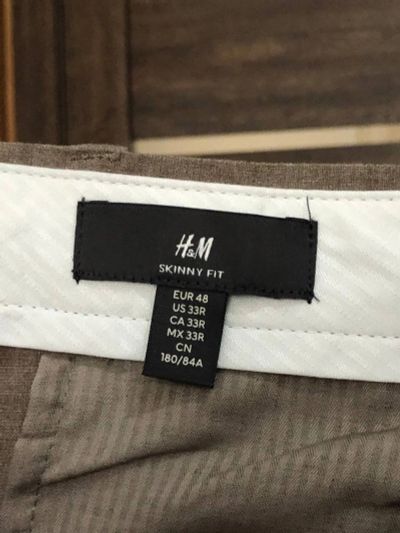 H&M
SKINNY FIT
EUR 48
US 33R
CA 33R
MX 33R
CN
180/84A